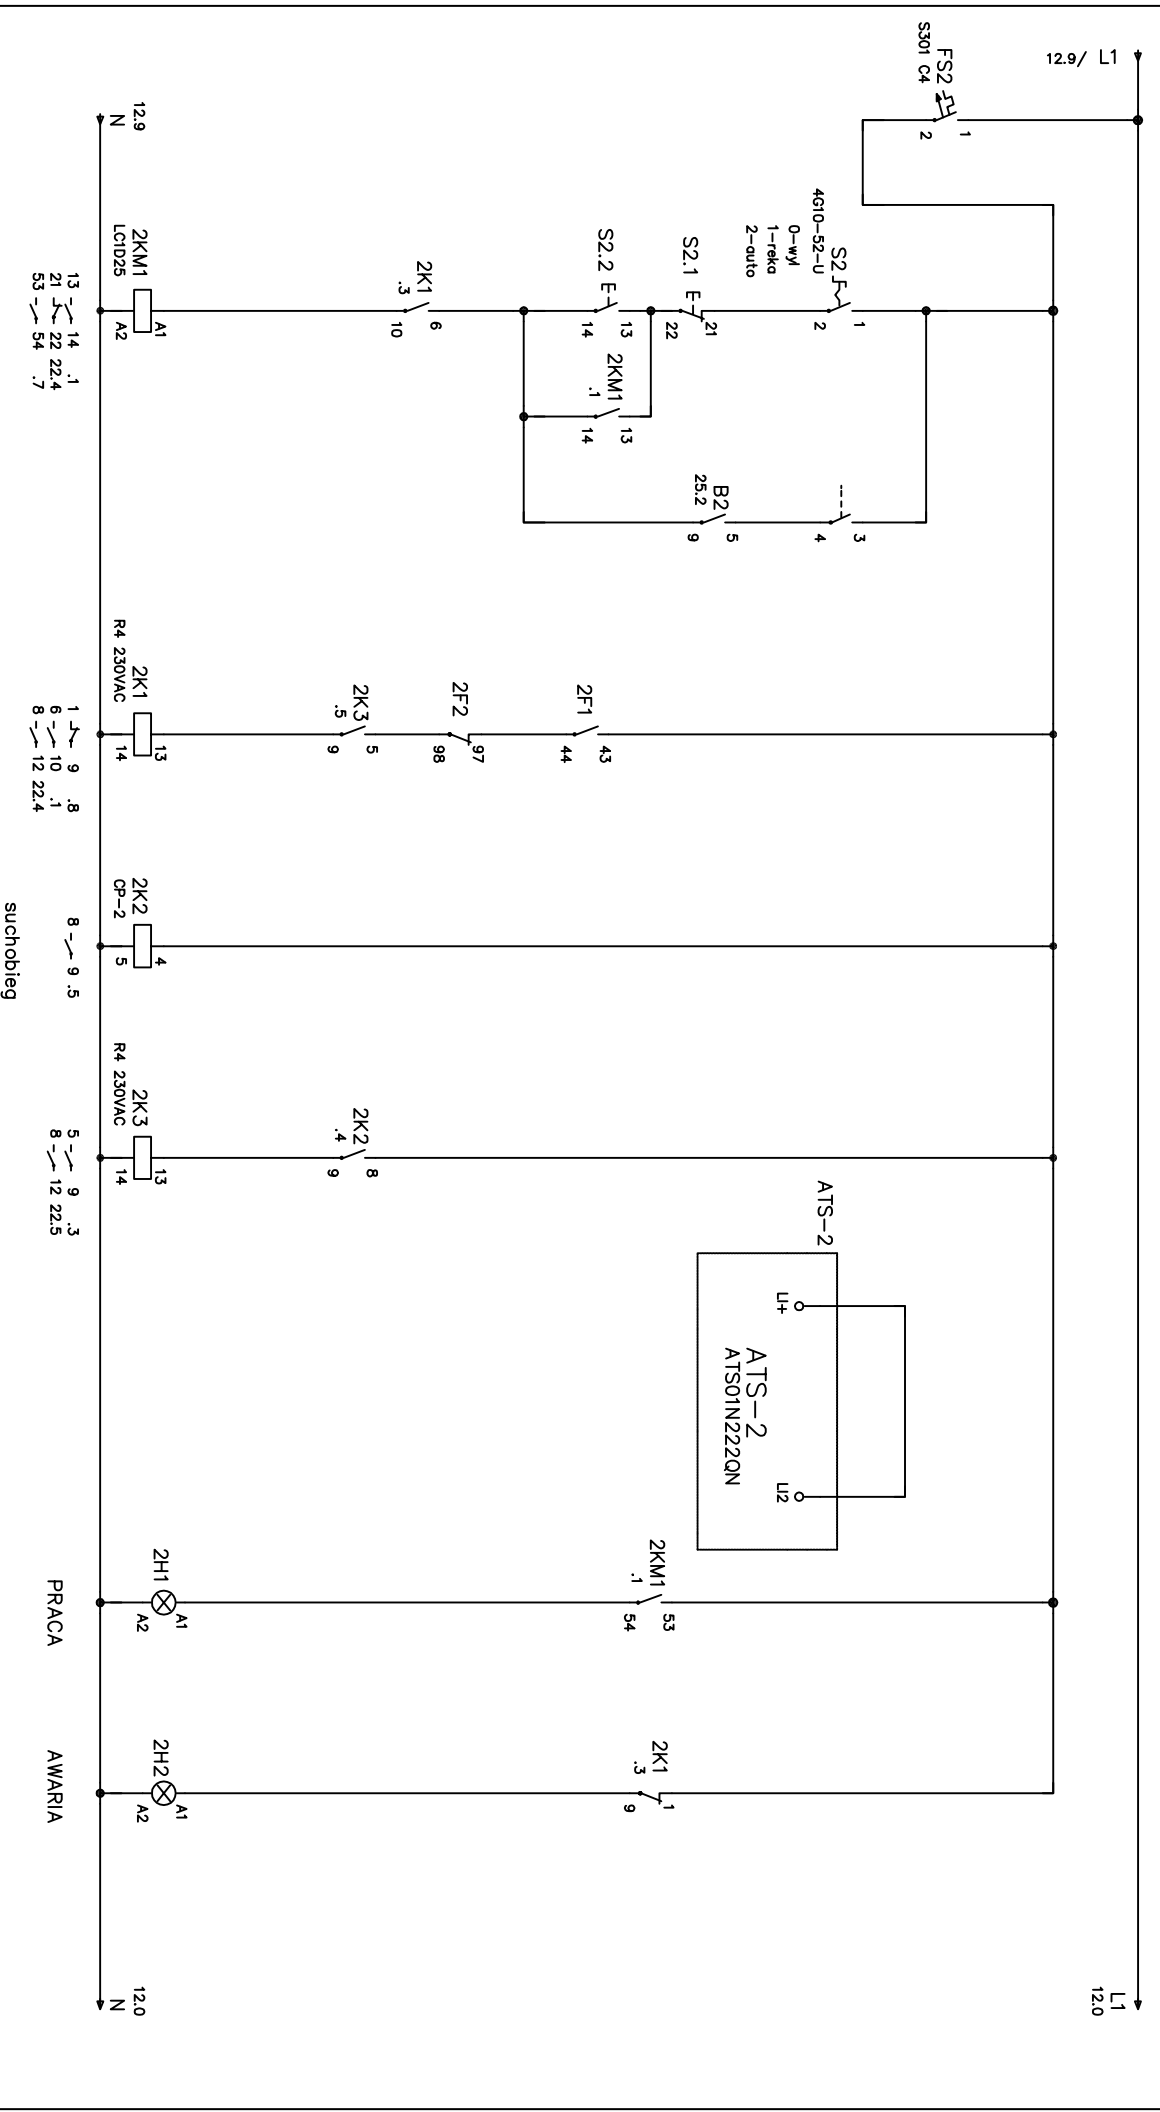 12.9/ L1
L1
12.0
FS2
S301 C4
1
2
S2
4G10-52-U
0-wyl
1-reka
2-auto
1
2
3
4
S2.1
21
22
B2
25.2
5
9
S2.2
13
14
2KM1
.1
13
14
2K1
.3
6
10
2F1
43
44
2F2
97
98
2K3
.5
5
9
2K2
.4
8
9
ATS-2
LI+
LI2
ATS-2
ATS01N222QN
2KM1
.1
53
54
2K1
.3
1
9
12.9
N
2KM1
LC1D25
A1
A2
2K1
R4 230VAC
13
14
2K2
CP-2
4
5
2K3
R4 230VAC
13
14
2H1
A1
A2
2H2
A1
A2
12.0
N
13 14 .1
21 22 22.4
53 54 .7
1 9 .8
6 10 .1
8 12 22.4
8 9 .5
5 9 .3
8 12 22.5
PRACA
AWARIA
suchobieg